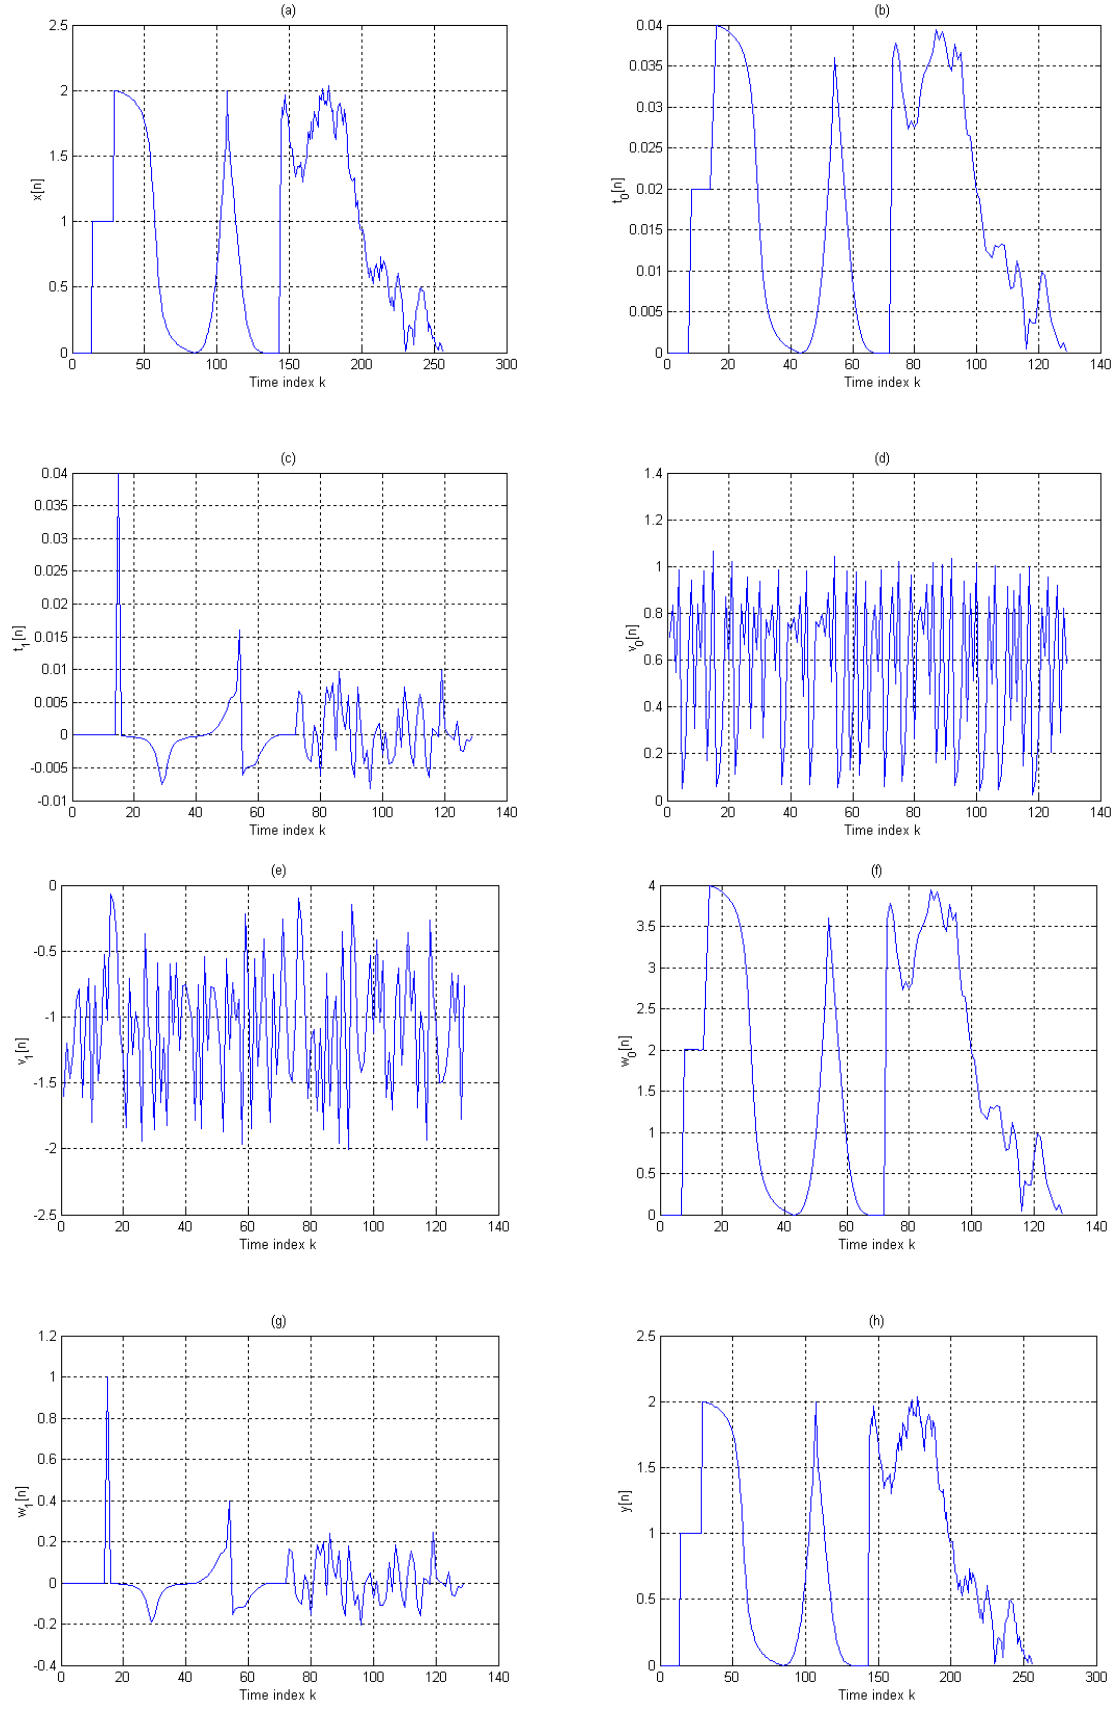 (a)
2.5
2
1.5
1
0.5
0
x[n]
0 50 100 150 200 250 300
Time index k
(b)
0.04
0.035
0.03
0.025
0.02
0.015
0.01
0.005
0
t0[n]
0 20 40 60 80 100 120 140
Time index k
(c)
0.04
0.035
0.03
0.025
0.02
0.015
0.01
0.005
0
-0.005
-0.01
t1[n]
0 20 40 60 80 100 120 140
Time index k
(d)
1.4
1.2
1
0.8
0.6
0.4
0.2
0
v0[n]
0 20 40 60 80 100 120 140
Time index k
(e)
0
-0.5
-1
-1.5
-2
-2.5
v1[n]
0 20 40 60 80 100 120 140
Time index k
(f)
4
3.5
3
2.5
2
1.5
1
0.5
0
w0[n]
0 20 40 60 80 100 120 140
Time index k
(g)
1.2
1
0.8
0.6
0.4
0.2
0
-0.2
-0.4
w1[n]
0 20 40 60 80 100 120 140
Time index k
(h)
2.5
2
1.5
1
0.5
0
y[n]
0 50 100 150 200 250 300
Time index k